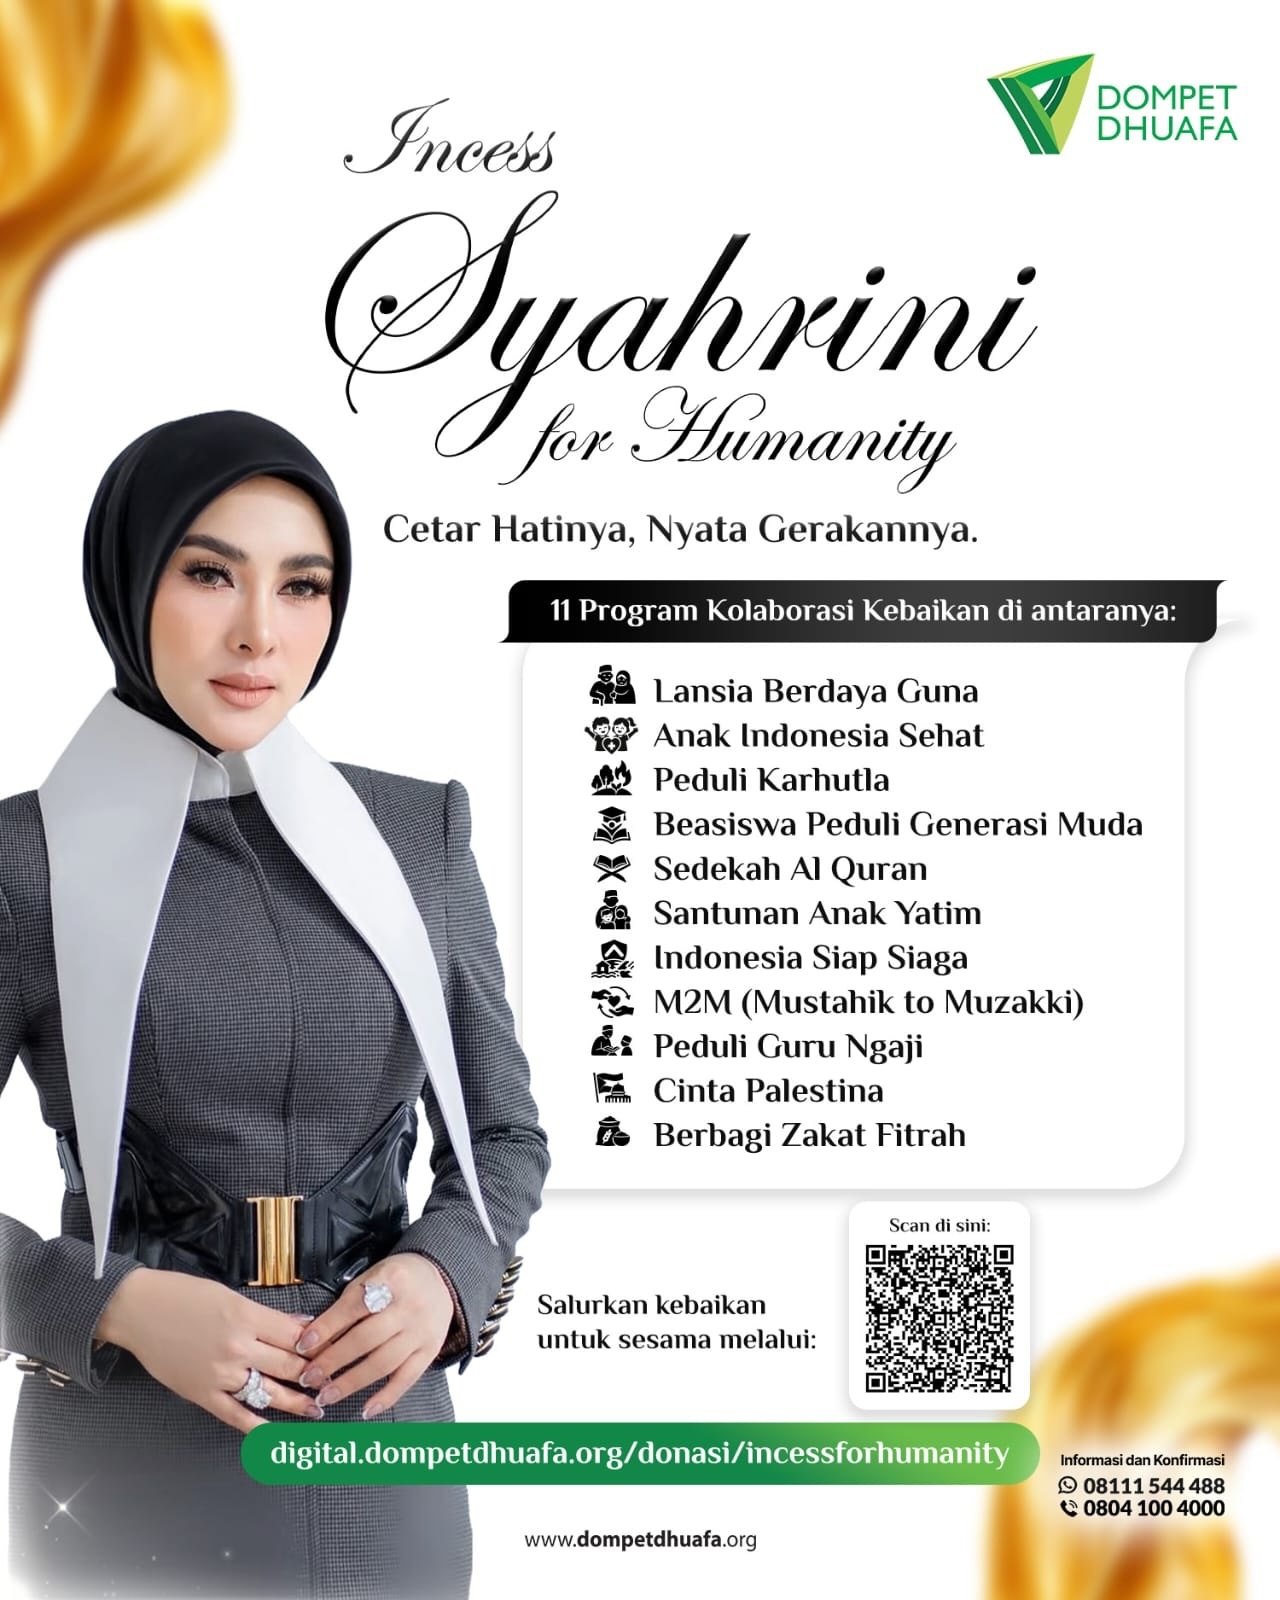 DOMPET
DHUAFA
Incess
Syahrini
for Humanity
Cetar Hatinya, Nyata Gerakannya.
11 Program Kolaborasi Kebaikan di antaranya:
Lansia Berdaya Guna
Anak Indonesia Sehat
Peduli Karhutla
Beasiswa Peduli Generasi Muda
Sedekah Al Quran
Santunan Anak Yatim
Indonesia Siap Siaga
M2M (Mustahik to Muzakki)
Peduli Guru Ngaji
Cinta Palestina
Berbagi Zakat Fitrah
Scan di sini:
Salurkan kebaikan
untuk sesama melalui:
digital.dompetdhuafa.org/donasi/incessforhumanity
Informasi dan Konfirmasi
08111 544 488
0804 100 4000
www.dompetdhuafa.org